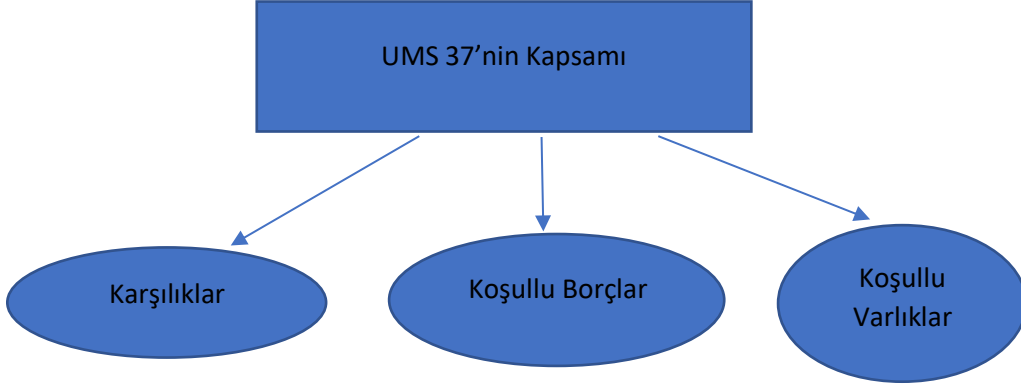 UMS 37’nin Kapsamı
Karşılıklar
Koşullu Borçlar
Koşullu
Varlıklar